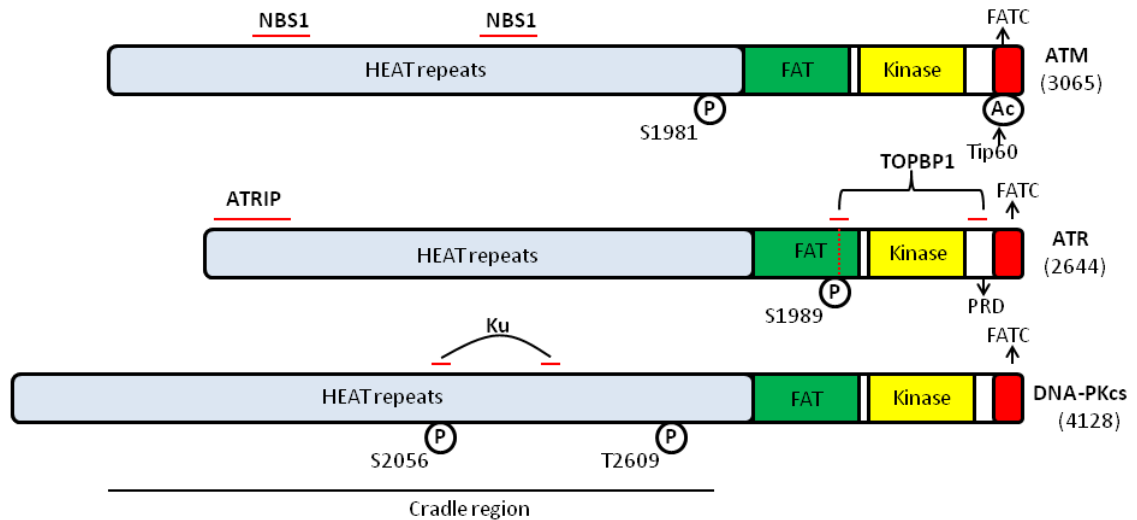 NBS1 NBS1 FATC
HEAT repeats FAT Kinase ATM
(3065)
P Ac
S1981
Tip60
TOPBP1
ATRIP FATC
HEAT repeats FAT Kinase ATR
(2644)
P
S1989 PRD
Ku FATC
HEAT repeats FAT Kinase DNA-PKcs
(4128)
P P
S2056 T2609
Cradle region